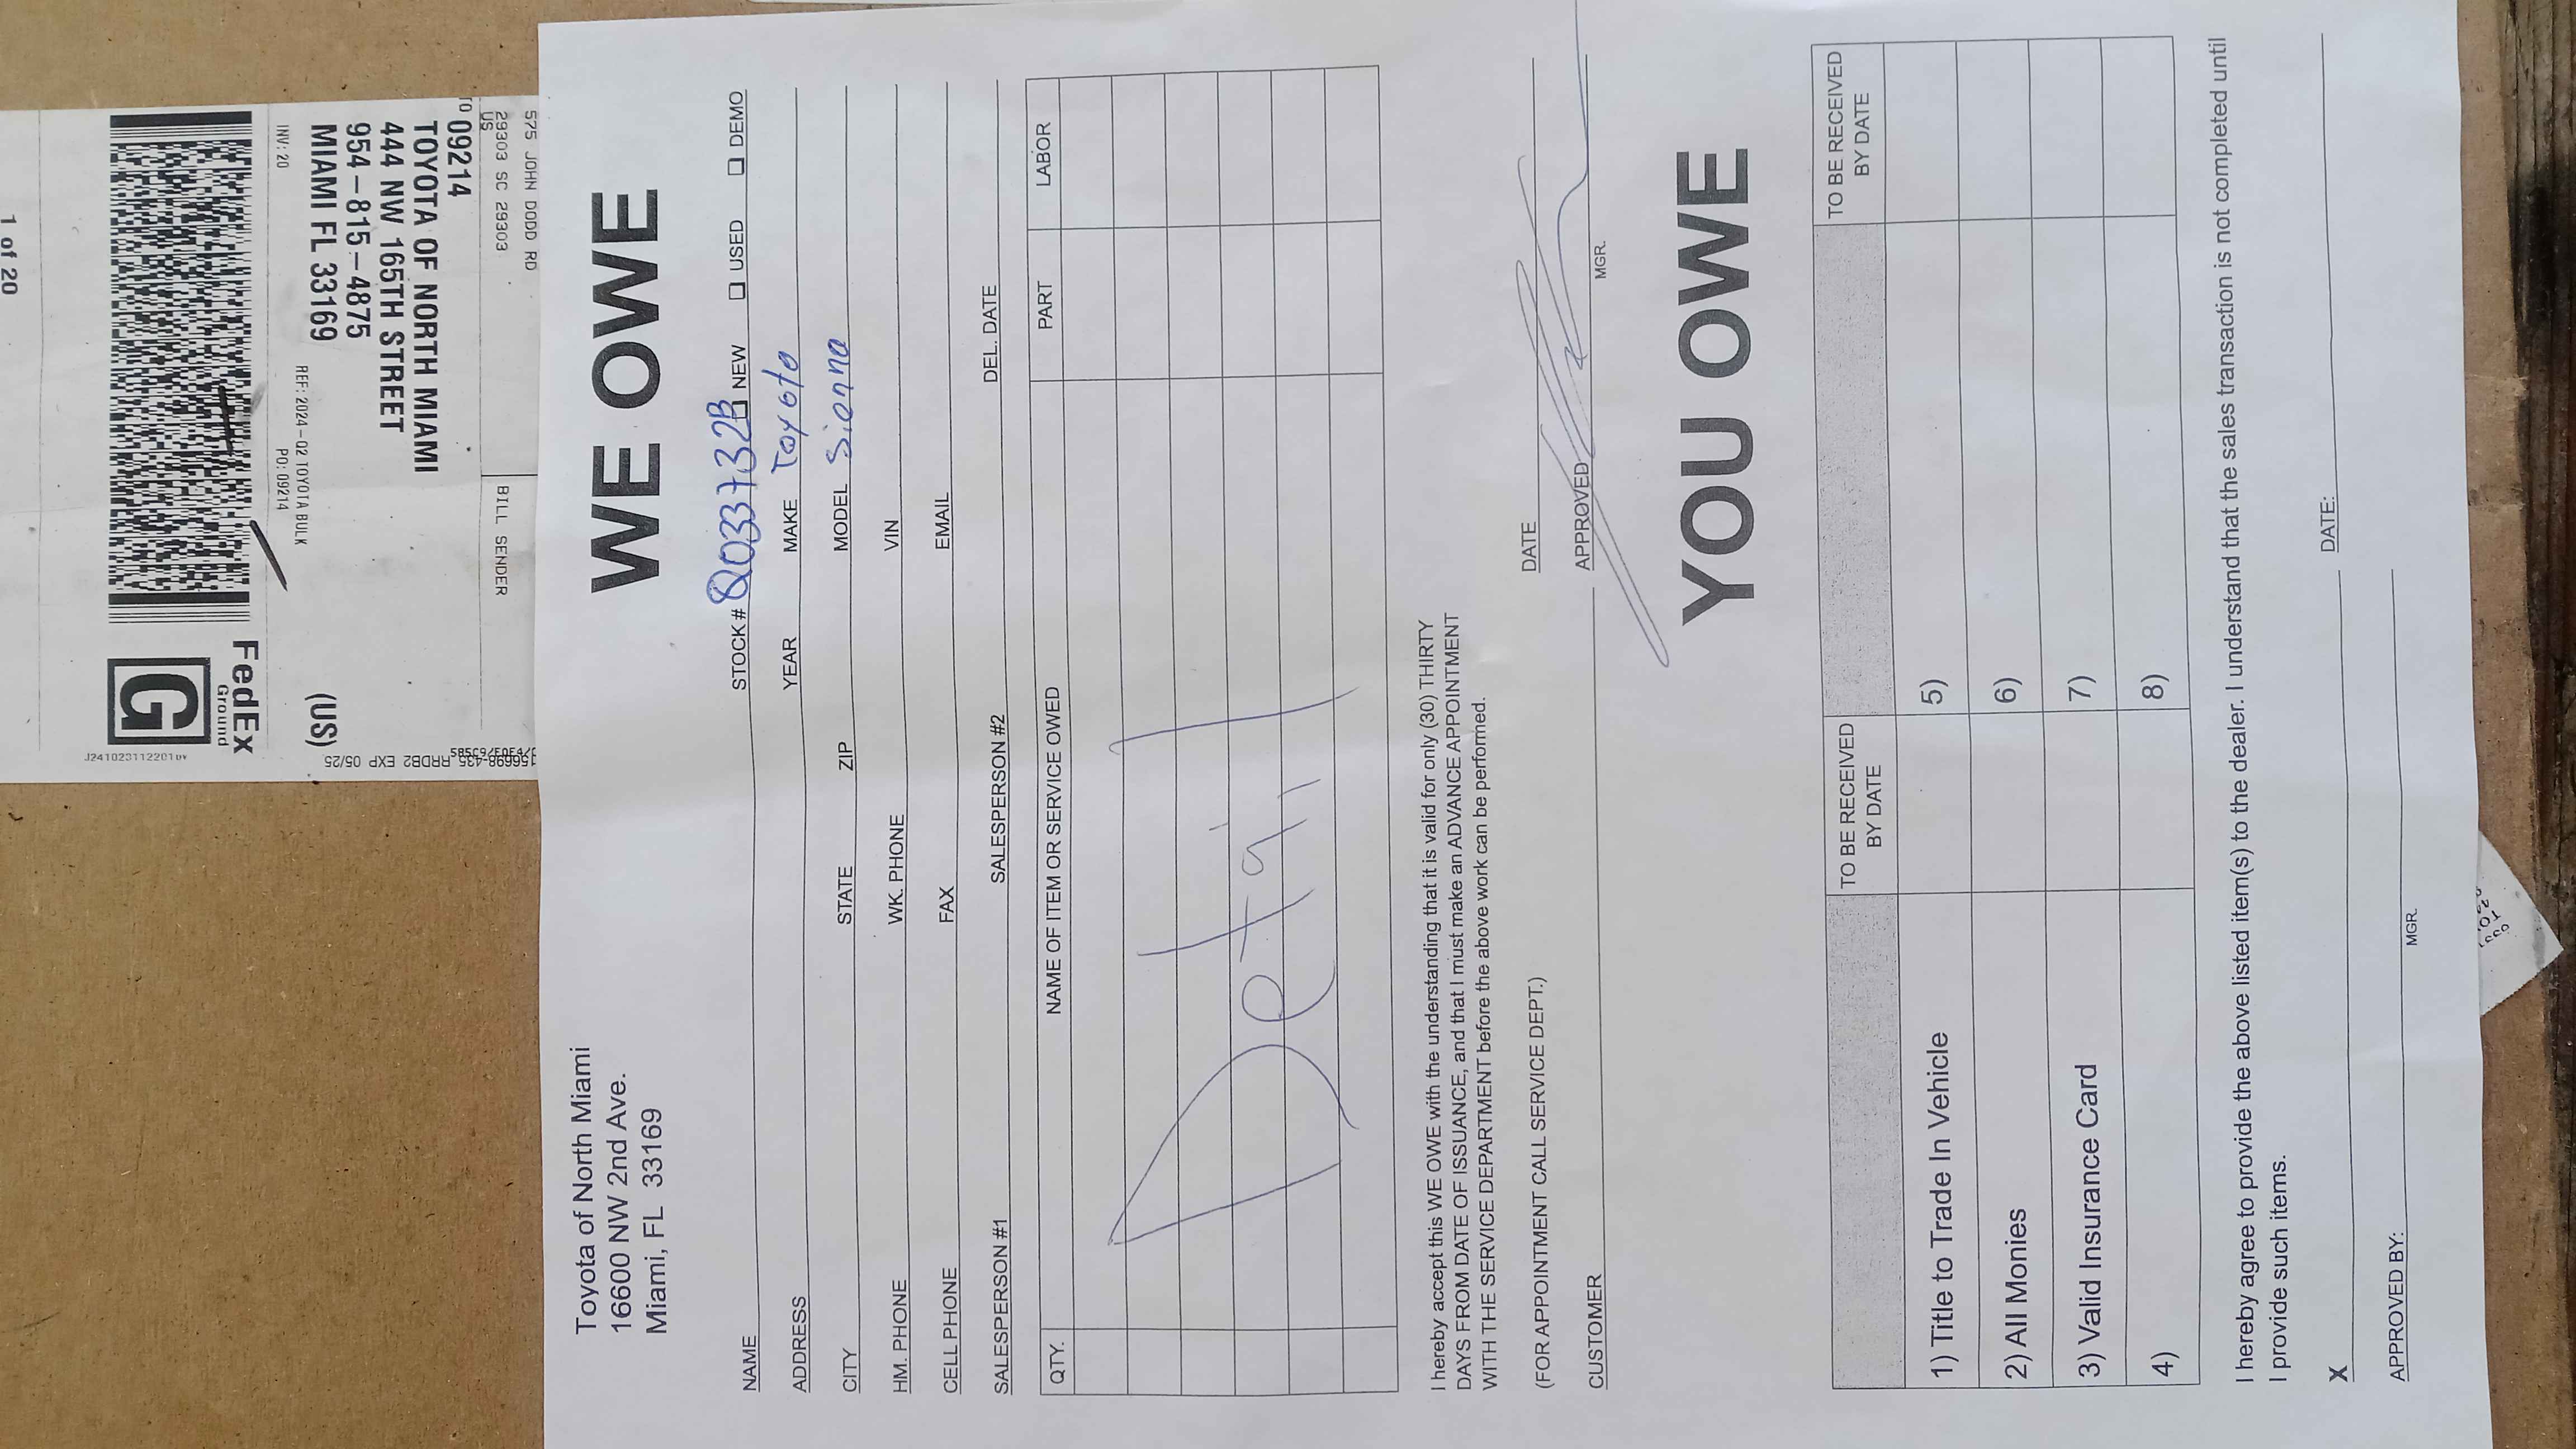 Toyota of North Miami
16600 NW 2nd Ave.
Miami, FL 33169
WE OWE
NAME STOCK # Q033732B ❑ NEW ❑ USED ❑ DEMO
ADDRESS YEAR MAKE Toyota
CITY STATE ZIP MODEL Sienna
HM. PHONE WK. PHONE VIN
CELL PHONE FAX EMAIL
SALESPERSON #1 SALESPERSON #2 DEL. DATE
QTY. NAME OF ITEM OR SERVICE OWED PART LABOR
Detail
I hereby accept this WE OWE with the understanding that it is valid for only (30) THIRTY
DAYS FROM DATE OF ISSUANCE, and that I must make an ADVANCE APPOINTMENT
WITH THE SERVICE DEPARTMENT before the above work can be performed.
(FOR APPOINTMENT CALL SERVICE DEPT.) DATE
CUSTOMER APPROVED
MGR.
YOU OWE
TO BE RECEIVED BY DATE TO BE RECEIVED BY DATE
1) Title to Trade In Vehicle 5)
2) All Monies 6)
3) Valid Insurance Card 7)
4) 8)
I hereby agree to provide the above listed item(s) to the dealer. I understand that the sales transaction is not completed until
I provide such items.
X DATE:
APPROVED BY:
MGR.
575 JOHN DODD RD
29303 SC 29303
US
BILL SENDER
TO 09214
TOYOTA OF NORTH MIAMI
444 NW 165TH STREET
954-815-4875
MIAMI FL 33169
(US)
INV: 20
REF: 2024-02 TOYOTA BULK
PO: 09214
FedEx
Ground
G
J241023112201
RRDB2 EXP 05/25
1 of 20